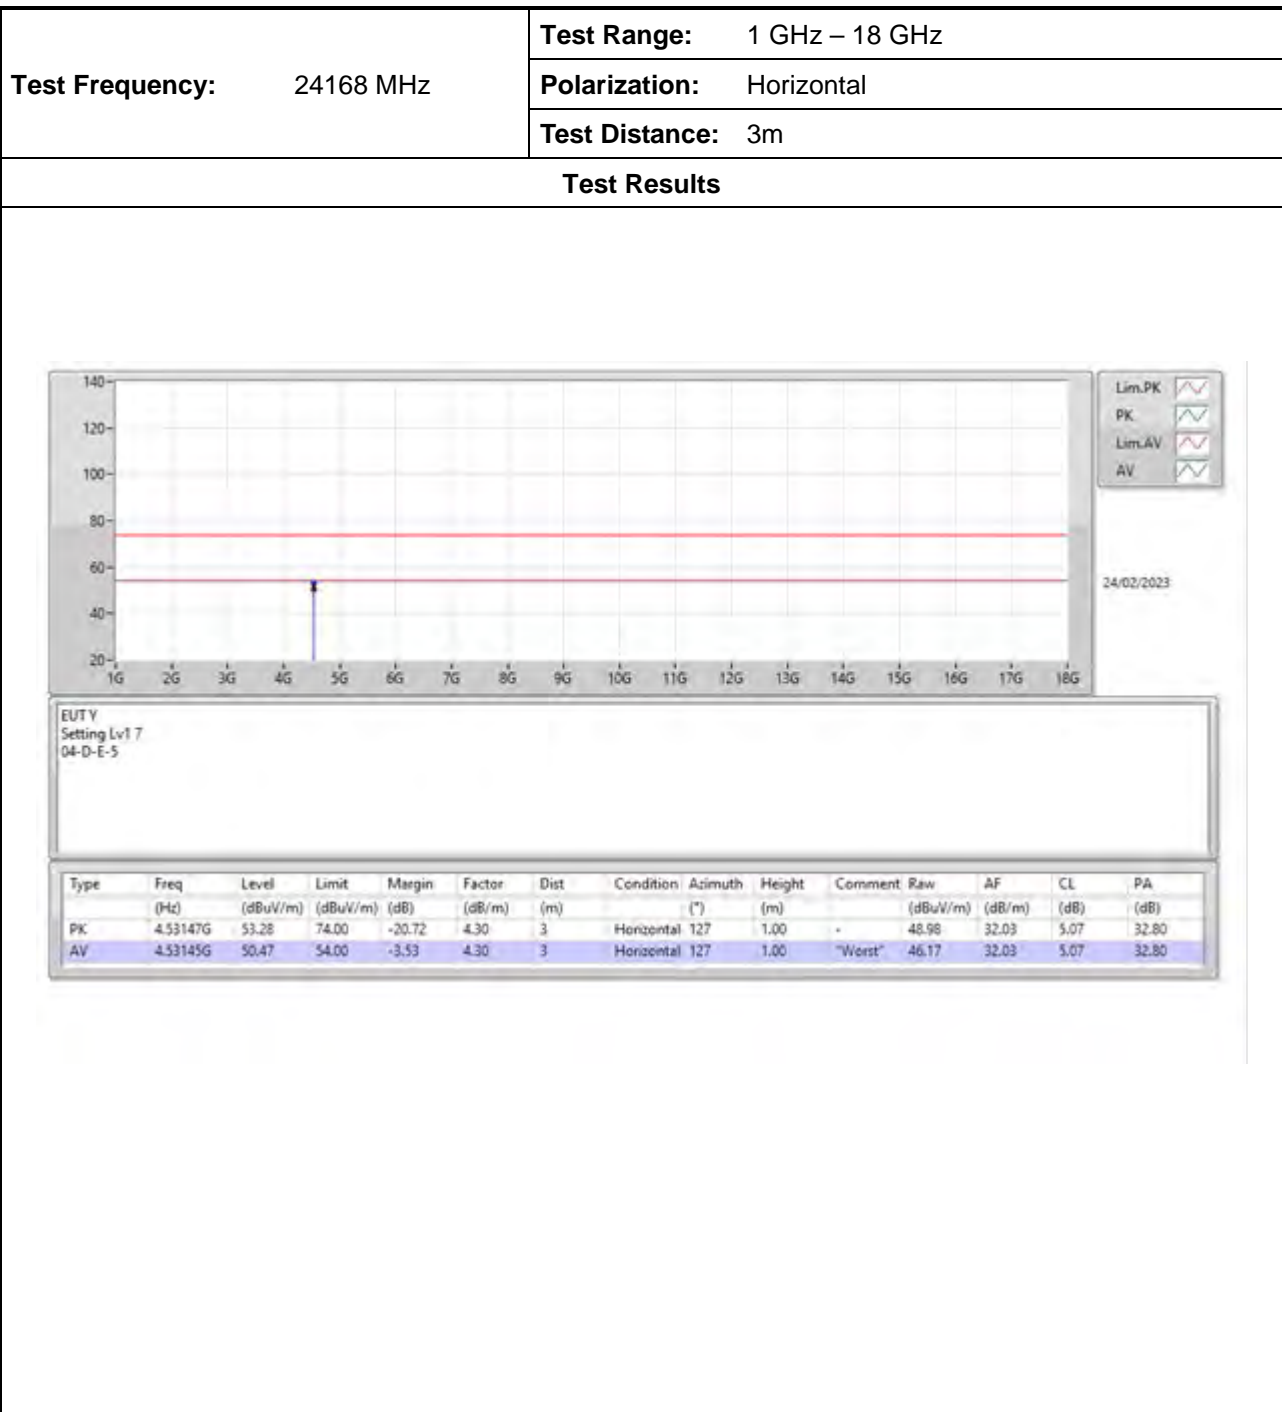 Test Frequency: 24168 MHz
Test Range: 1 GHz – 18 GHz
Polarization: Horizontal
Test Distance: 3m
Test Results
140
120
100
80
60
40
20
1G 2G 3G 4G 5G 6G 7G 8G 9G 10G 11G 12G 13G 14G 15G 16G 17G 18G
Lim.PK
PK
Lim.AV
AV
24/02/2023
EUT Y
Setting Lv1 7
04-D-E-5
Type Freq Level Limit Margin Factor Dist Condition Azimuth Height Comment Raw AF CL PA
(Hz) (dBuV/m) (dBuV/m) (dB) (dB/m) (m) (°) (m) (dBuV/m) (dB/m) (dB) (dB)
PK 4.53147G 53.28 74.00 -20.72 4.30 3 Horizontal 127 1.00 - 48.98 32.03 5.07 32.80
AV 4.53145G 50.47 54.00 -3.53 4.30 3 Horizontal 127 1.00 "Worst" 46.17 32.03 5.07 32.80